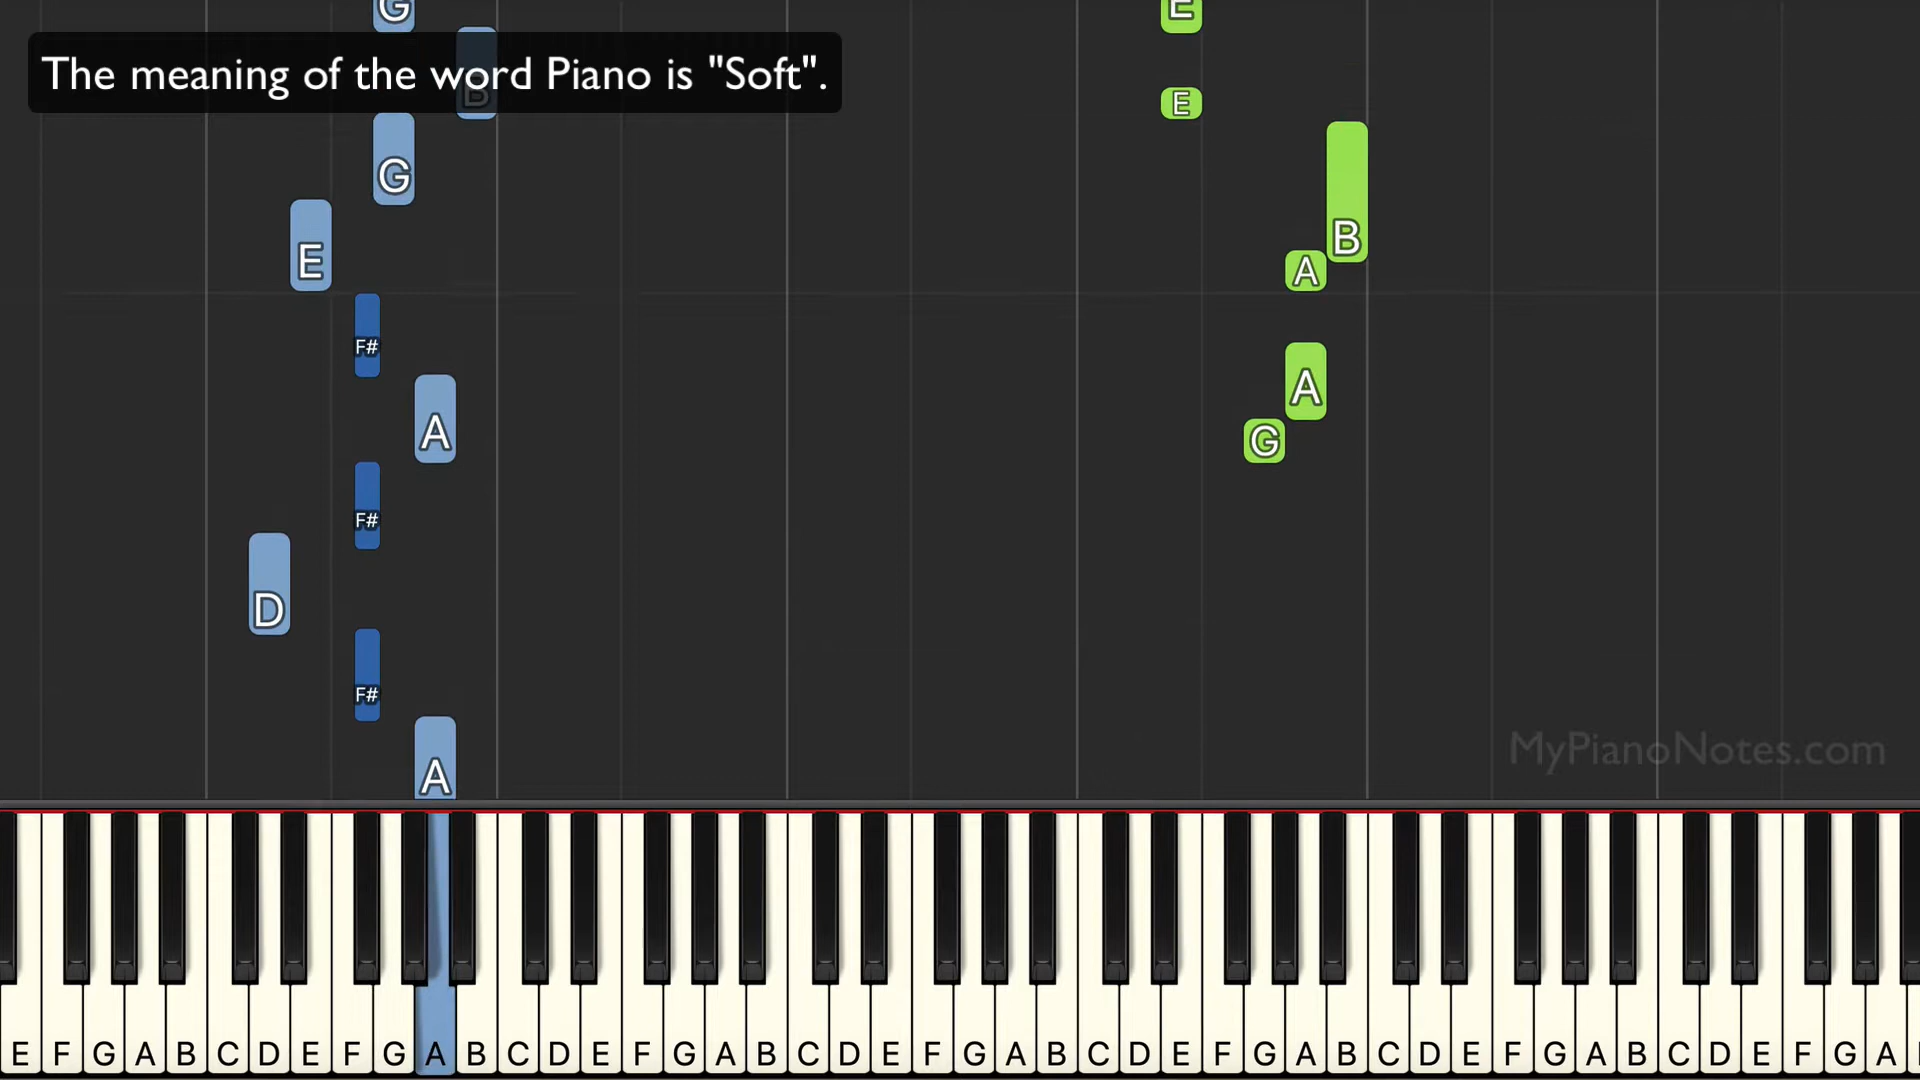 G E
The meaning of the word Piano is "Soft".
B E
G
B
E A
F#
A A
G
F#
D
F#
MyPianoNotes.com
A
E F G A B C D E F G A B C D E F G A B C D E F G A B C D E F G A B C D E F G A B C D E F G A